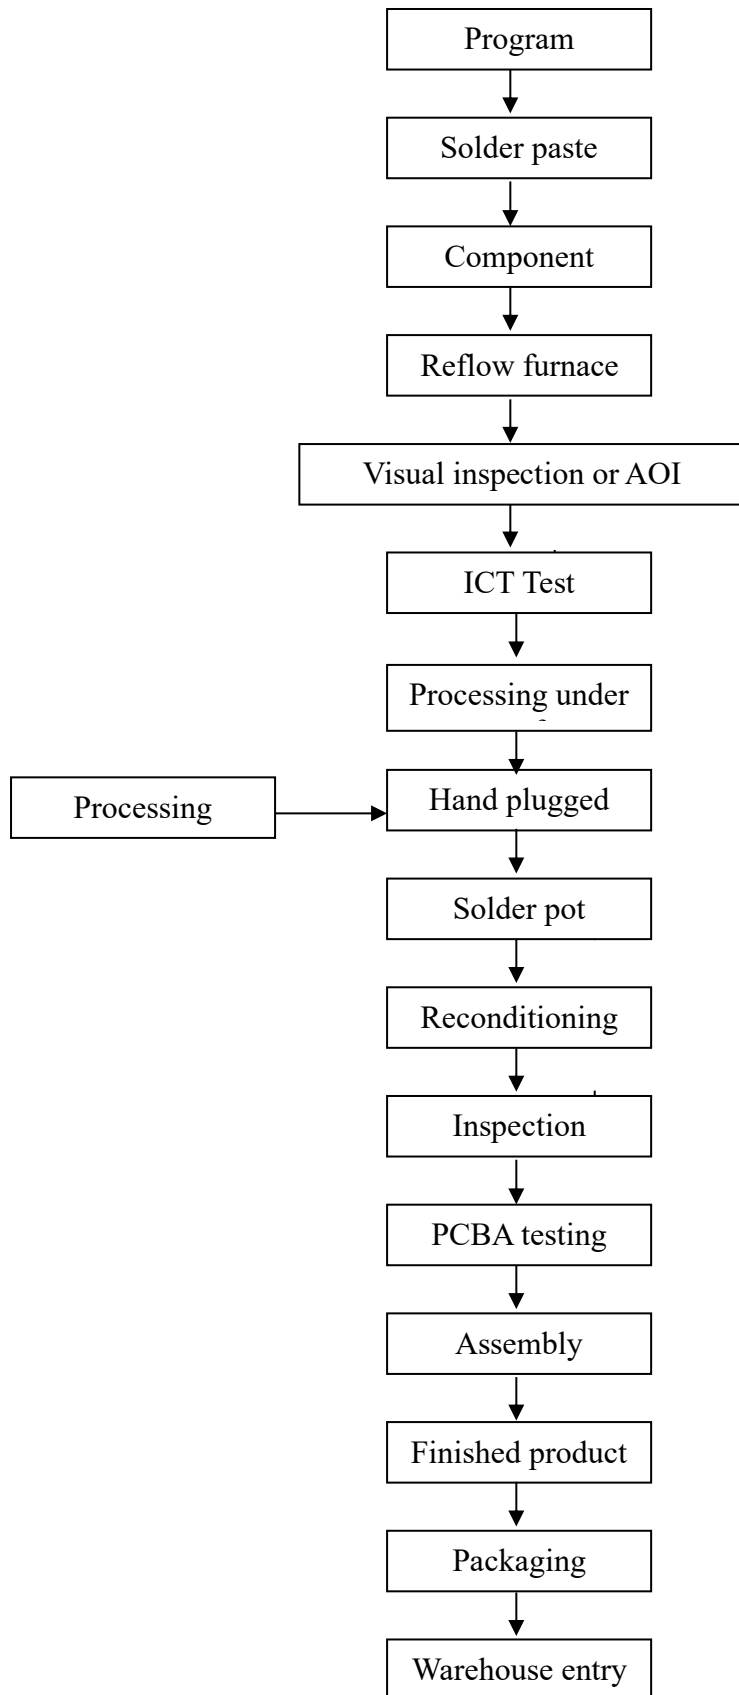 Program
Solder paste
Component
Reflow furnace
Visual inspection or AOI
ICT Test
Processing under
Processing
Hand plugged
Solder pot
Reconditioning
Inspection
PCBA testing
Assembly
Finished product
Packaging
Warehouse entry